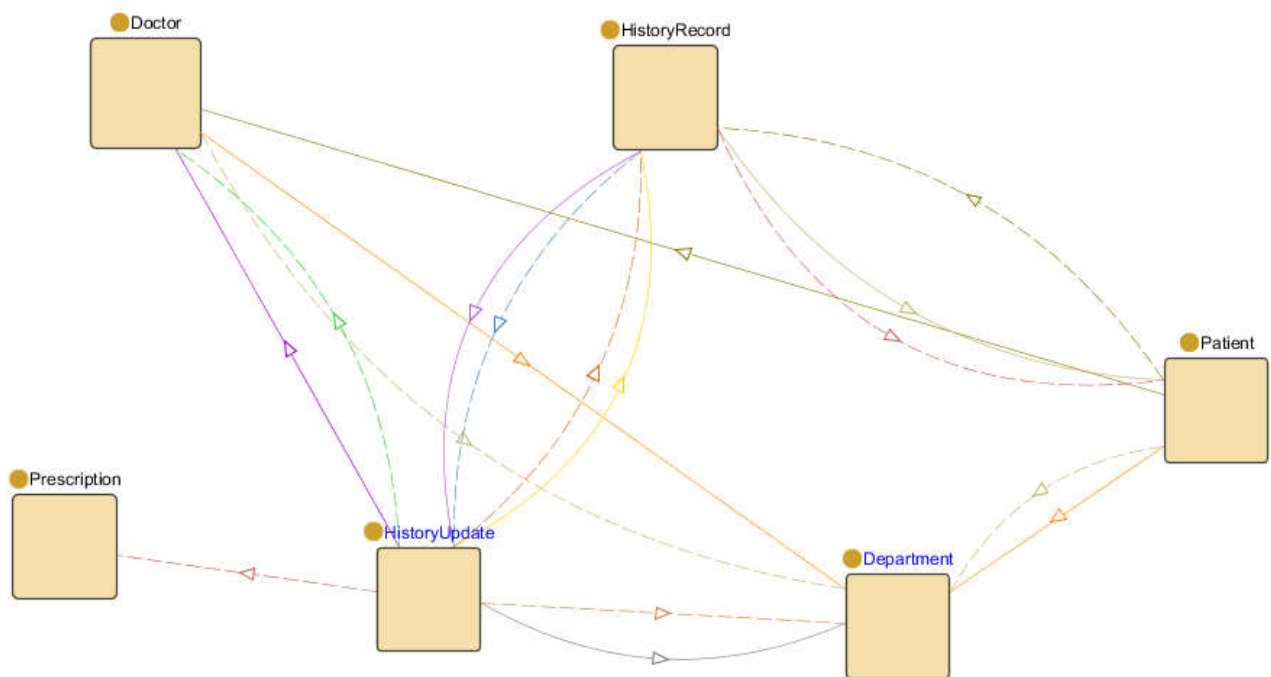 Doctor
HistoryRecord
Patient
Prescription
HistoryUpdate
Department